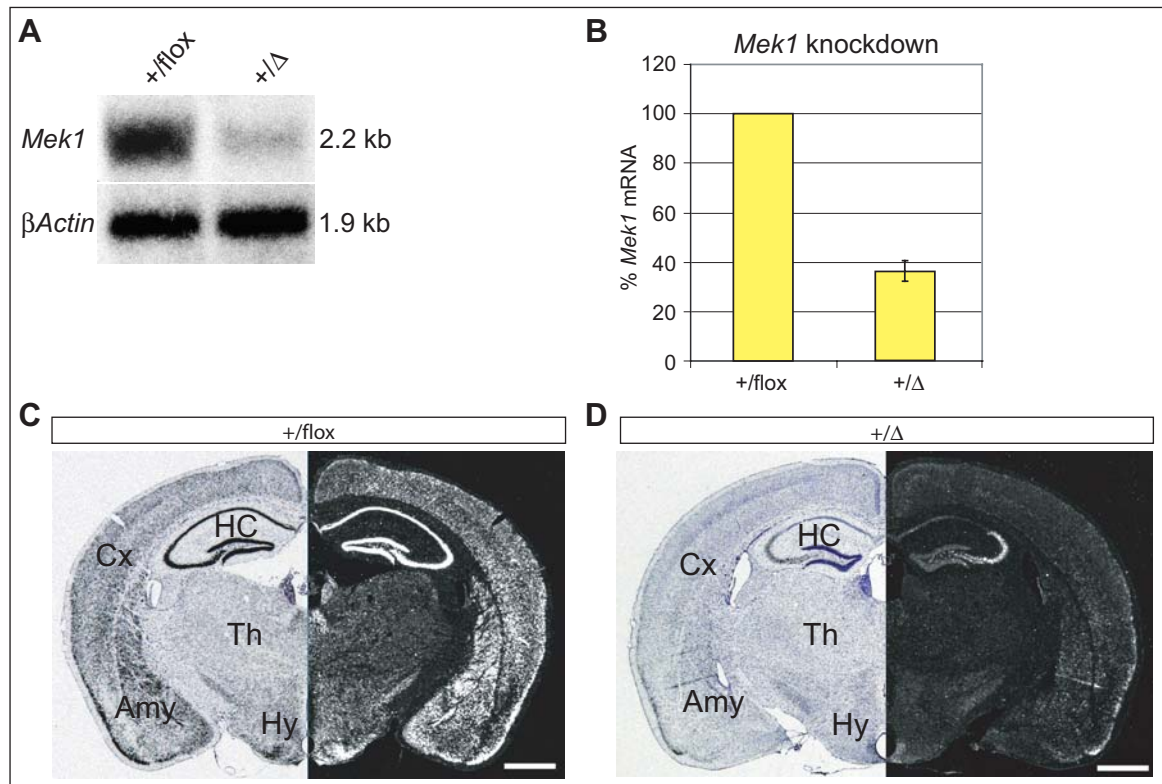 A
+/flox
+/Δ
Mek1
2.2 kb
βActin
1.9 kb
B
Mek1 knockdown
% Mek1 mRNA
120
100
80
60
40
20
0
+/flox
+/Δ
C
+/flox
HC
Cx
Th
Amy
Hy
D
+/Δ
HC
Cx
Th
Amy
Hy